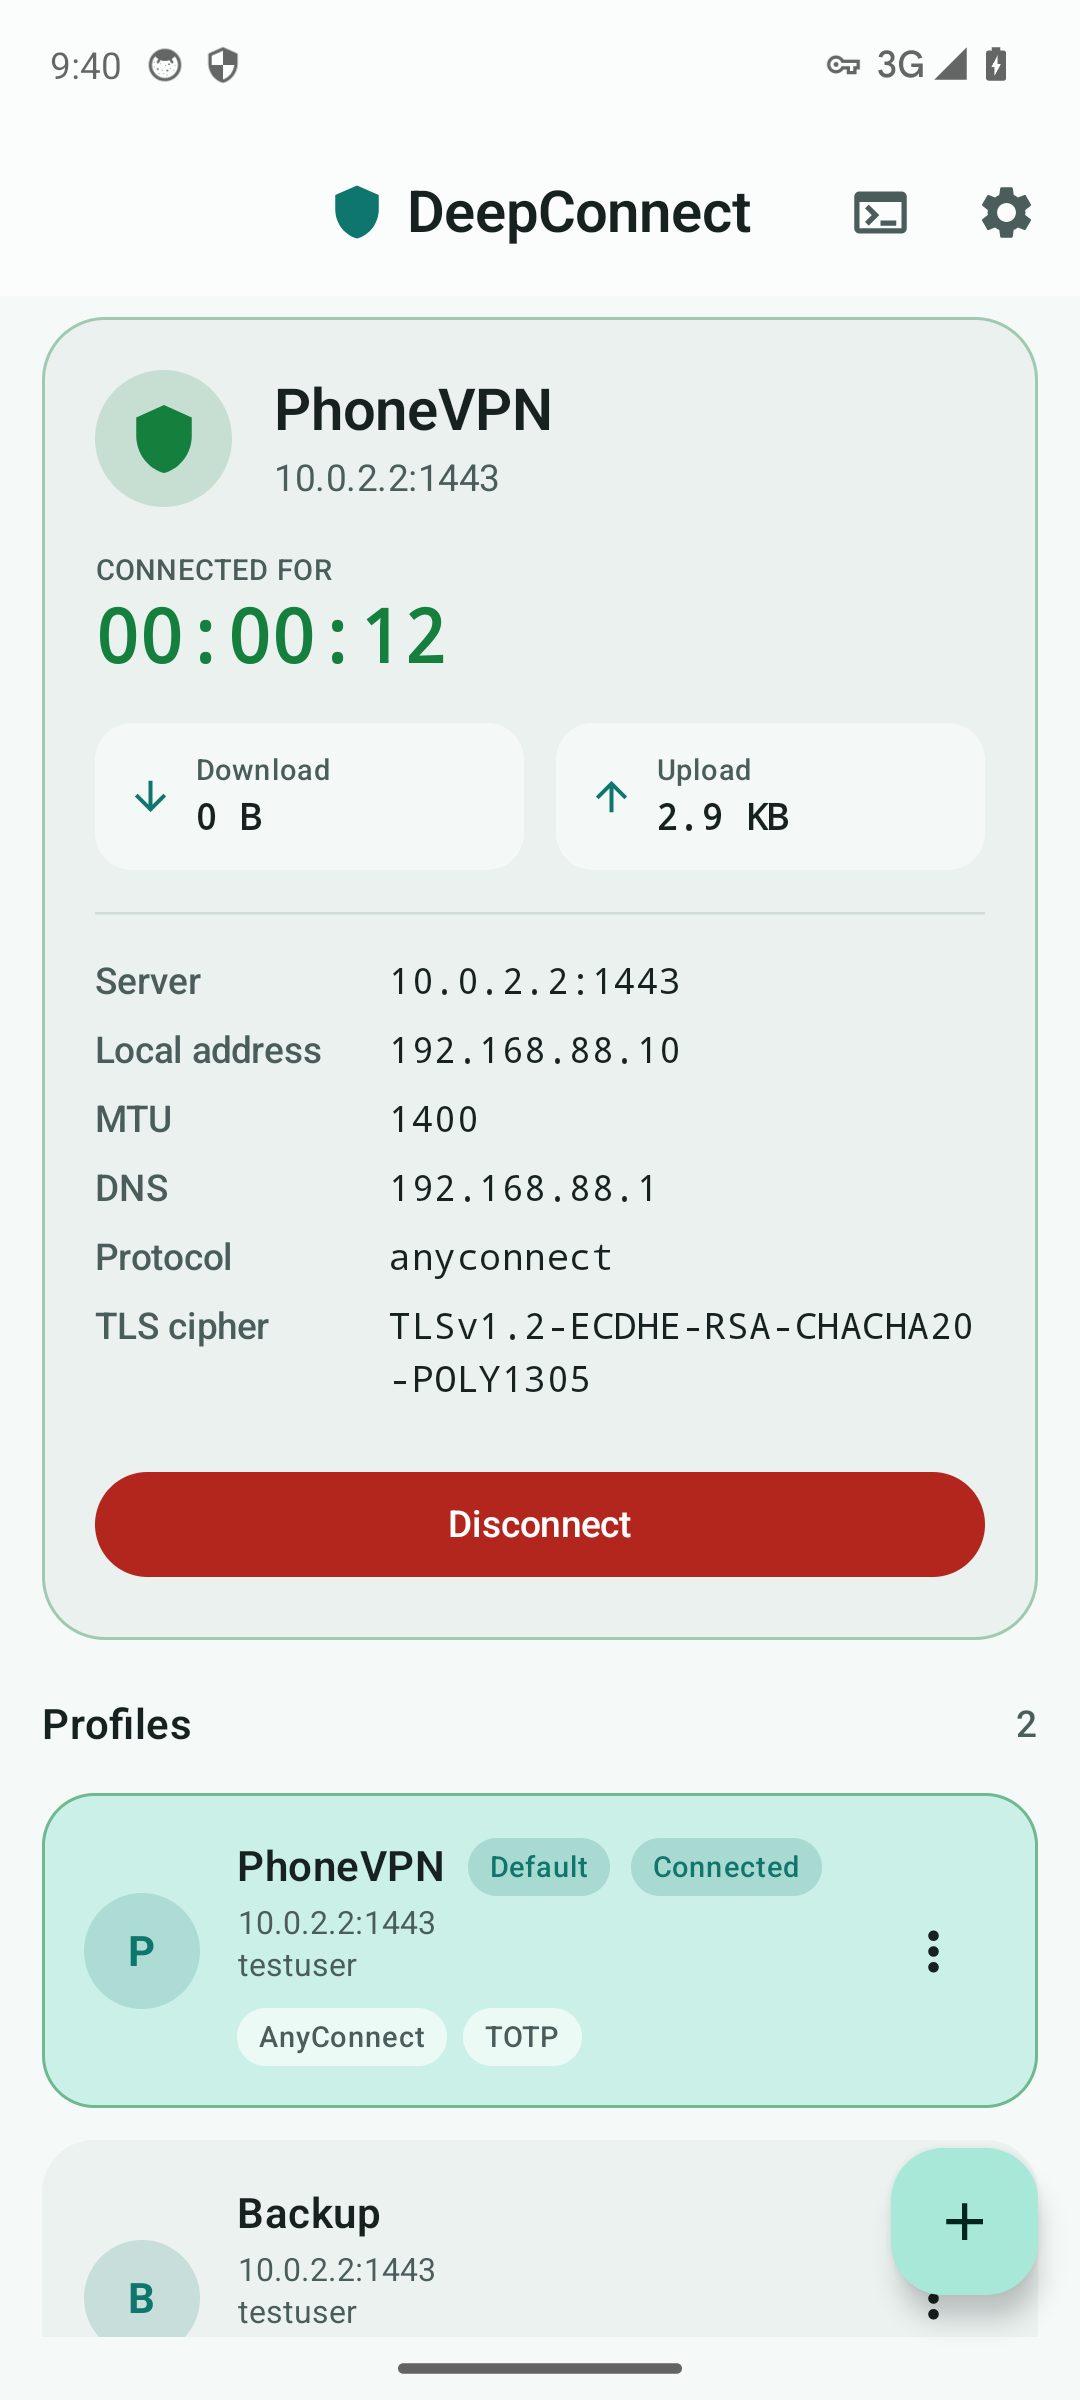 9:40
3G
DeepConnect
PhoneVPN
10.0.2.2:1443
CONNECTED FOR
00:00:12
Download
0 B
Upload
2.9 KB
Server 10.0.2.2:1443
Local address 192.168.88.10
MTU 1400
DNS 192.168.88.1
Protocol anyconnect
TLS cipher TLSv1.2-ECDHE-RSA-CHACHA20
-POLY1305
Disconnect
Profiles 2
PhoneVPN Default Connected
10.0.2.2:1443
P
testuser
AnyConnect TOTP
Backup
10.0.2.2:1443
B
testuser